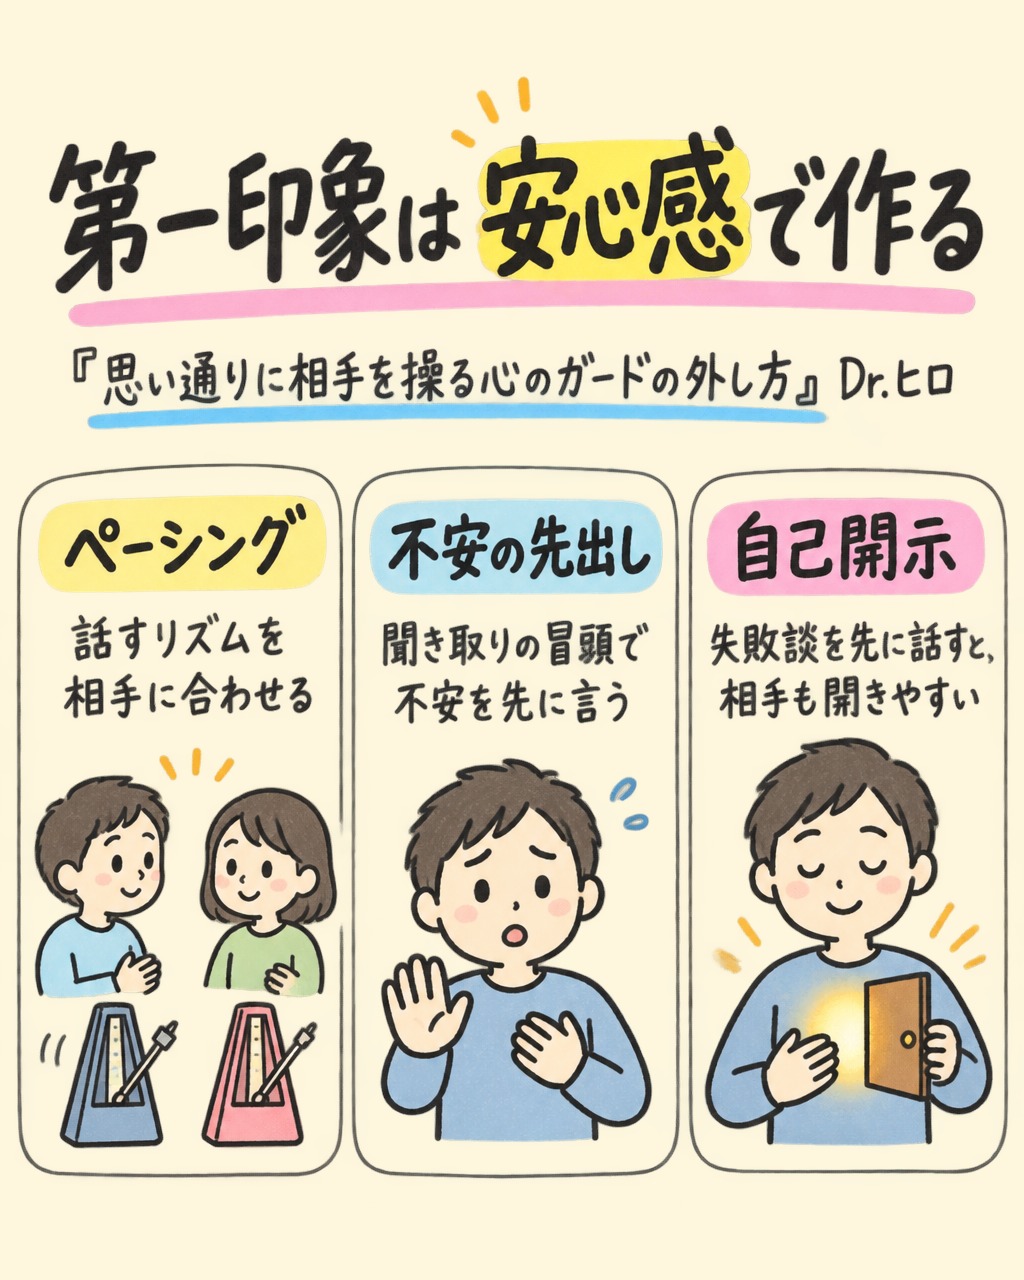 第一印象は安心感で作る
『思い通りに相手を操る心のガードの外し方』 Dr.ヒロ
ペーシング
話すリズムを
相手に合わせる
不安の先出し
聞き取りの冒頭で
不安を先に言う
自己開示
失敗談を先に話すと、
相手も開きやすい